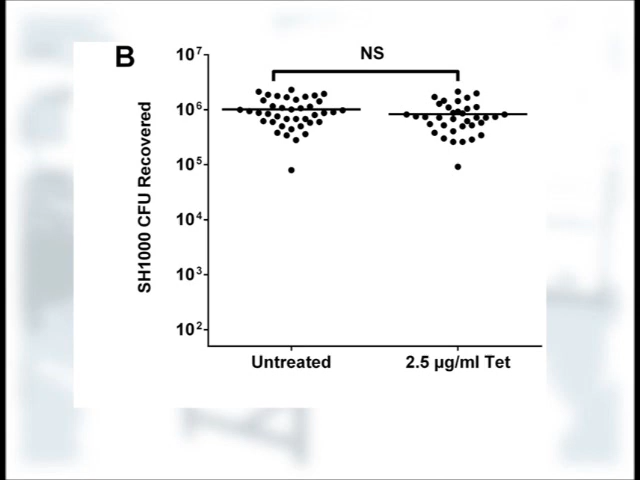 B
NS
10⁷
10⁶
10⁵
10⁴
10³
10²
SH1000 CFU Recovered
Untreated
2.5 µg/ml Tet